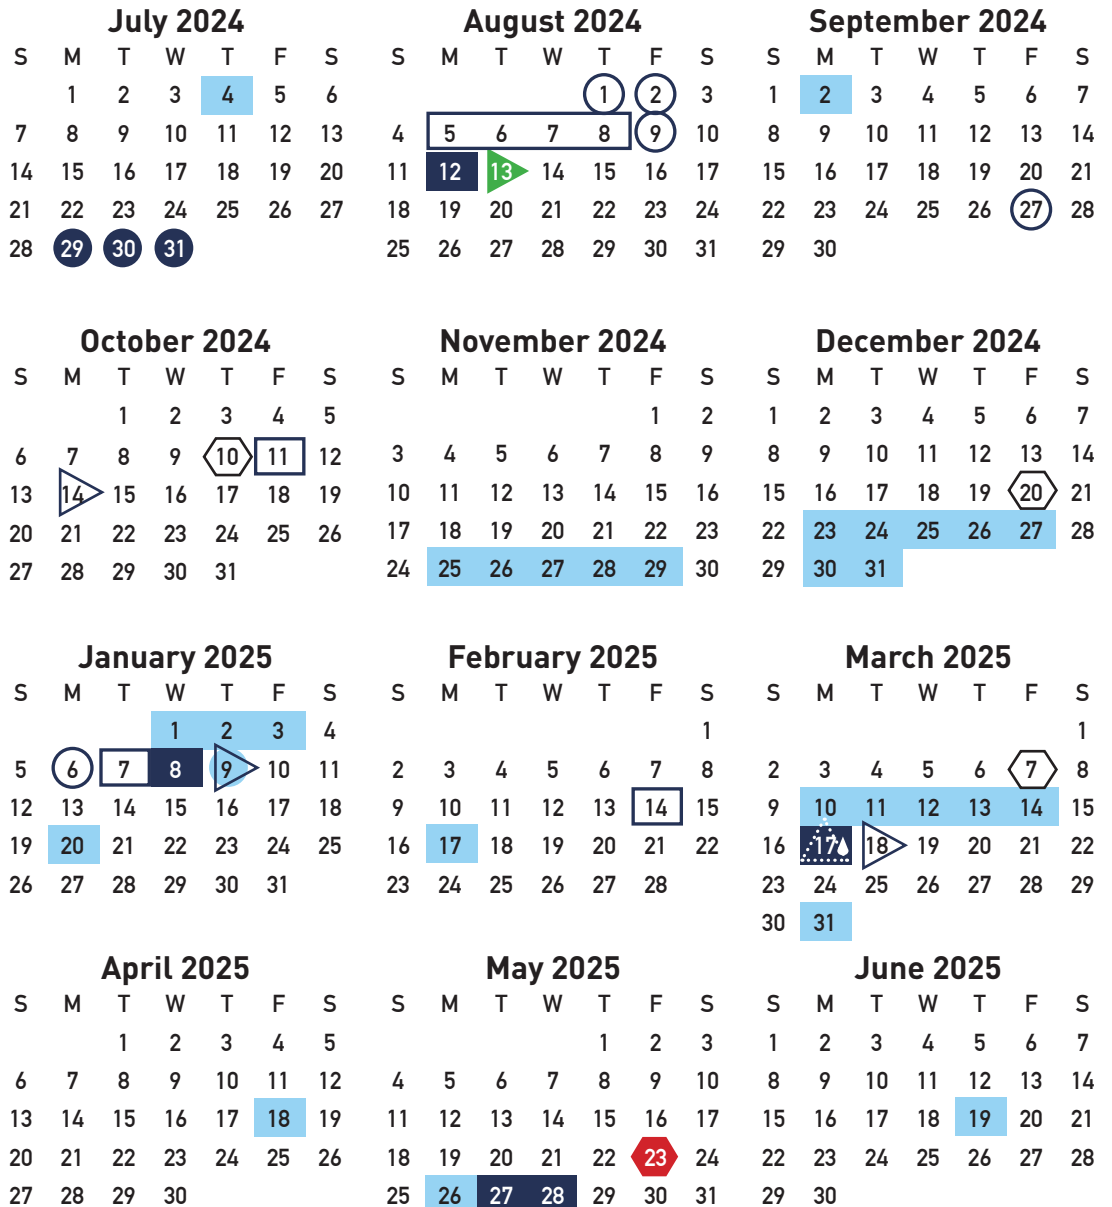 July 2024 August 2024 September 2024
S M T W T F S S M T W T F S S M T W T F S
1 2 3 4 5 6 1 2 3 1 2 3 4 5 6 7
7 8 9 10 11 12 13 4 5 6 7 8 9 10 8 9 10 11 12 13 14
14 15 16 17 18 19 20 11 12 13 14 15 16 17 15 16 17 18 19 20 21
21 22 23 24 25 26 27 18 19 20 21 22 23 24 22 23 24 25 26 27 28
28 29 30 31 25 26 27 28 29 30 31 29 30
October 2024 November 2024 December 2024
S M T W T F S S M T W T F S S M T W T F S
1 2 3 4 5 1 2 1 2 3 4 5 6 7
6 7 8 9 10 11 12 3 4 5 6 7 8 9 8 9 10 11 12 13 14
13 14 15 16 17 18 19 10 11 12 13 14 15 16 15 16 17 18 19 20 21
20 21 22 23 24 25 26 17 18 19 20 21 22 23 22 23 24 25 26 27 28
27 28 29 30 31 24 25 26 27 28 29 30 29 30 31
January 2025 February 2025 March 2025
S M T W T F S S M T W T F S S M T W T F S
1 2 3 4 1 1
5 6 7 8 9 10 11 2 3 4 5 6 7 8 2 3 4 5 6 7 8
12 13 14 15 16 17 18 9 10 11 12 13 14 15 9 10 11 12 13 14 15
19 20 21 22 23 24 25 16 17 18 19 20 21 22 16 17 18 19 20 21 22
26 27 28 29 30 31 23 24 25 26 27 28 23 24 25 26 27 28 29
30 31
April 2025 May 2025 June 2025
S M T W T F S S M T W T F S S M T W T F S
1 2 3 4 5 1 2 3 1 2 3 4 5 6 7
6 7 8 9 10 11 12 4 5 6 7 8 9 10 8 9 10 11 12 13 14
13 14 15 16 17 18 19 11 12 13 14 15 16 17 15 16 17 18 19 20 21
20 21 22 23 24 25 26 18 19 20 21 22 23 24 22 23 24 25 26 27 28
27 28 29 30 25 26 27 28 29 30 31 29 30